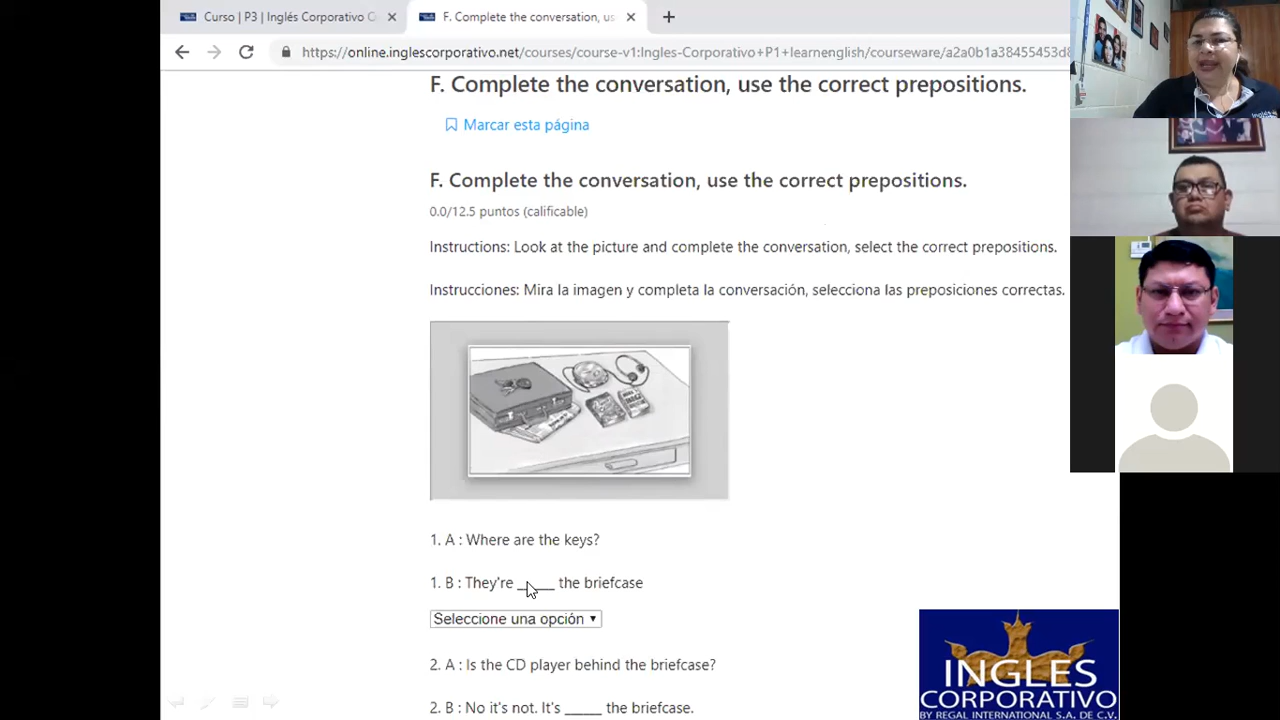 Curso | P3 | Inglés Corporativo C
F. Complete the conversation, us
https://online.inglescorporativo.net/courses/course-v1:Ingles-Corporativo+P1+learnenglish/courseware/a2a0b1a38455453d8
F. Complete the conversation, use the correct prepositions.
Marcar esta página
F. Complete the conversation, use the correct prepositions.
0.0/12.5 puntos (calificable)
Instructions: Look at the picture and complete the conversation, select the correct prepositions.
Instrucciones: Mira la imagen y completa la conversación, selecciona las preposiciones correctas.
1. A : Where are the keys?
1. B : They're _____ the briefcase
Seleccione una opción
2. A : Is the CD player behind the briefcase?
2. B : No it's not. It's _____ the briefcase.
INGLES
CORPORATIVO
BY REGAL INTERNATIONAL S.A. DE C.V.